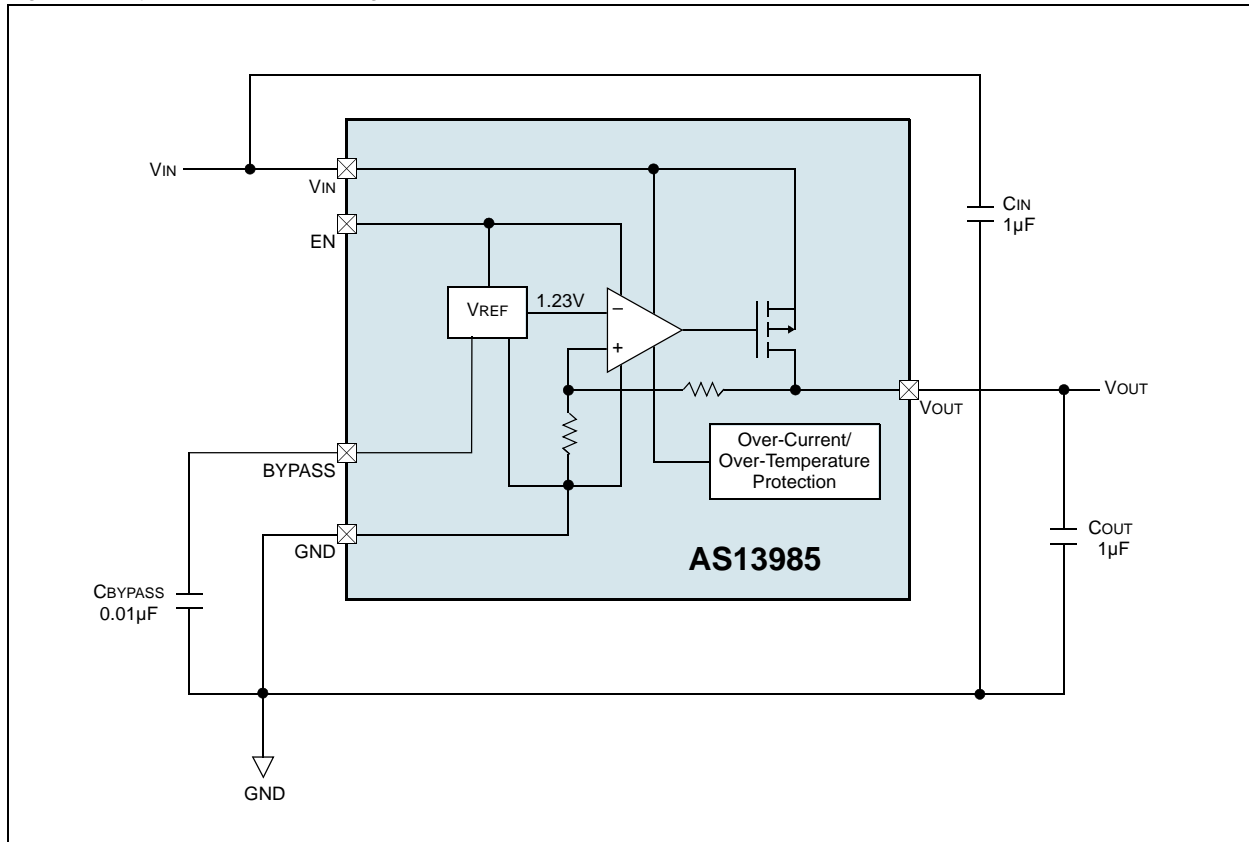 VIN
VIN
EN
CIN
1µF
VREF
1.23V
−
+
VOUT
VOUT
Over-Current/
Over-Temperature
Protection
BYPASS
GND
AS13985
COUT
1µF
CBYPASS
0.01µF
GND